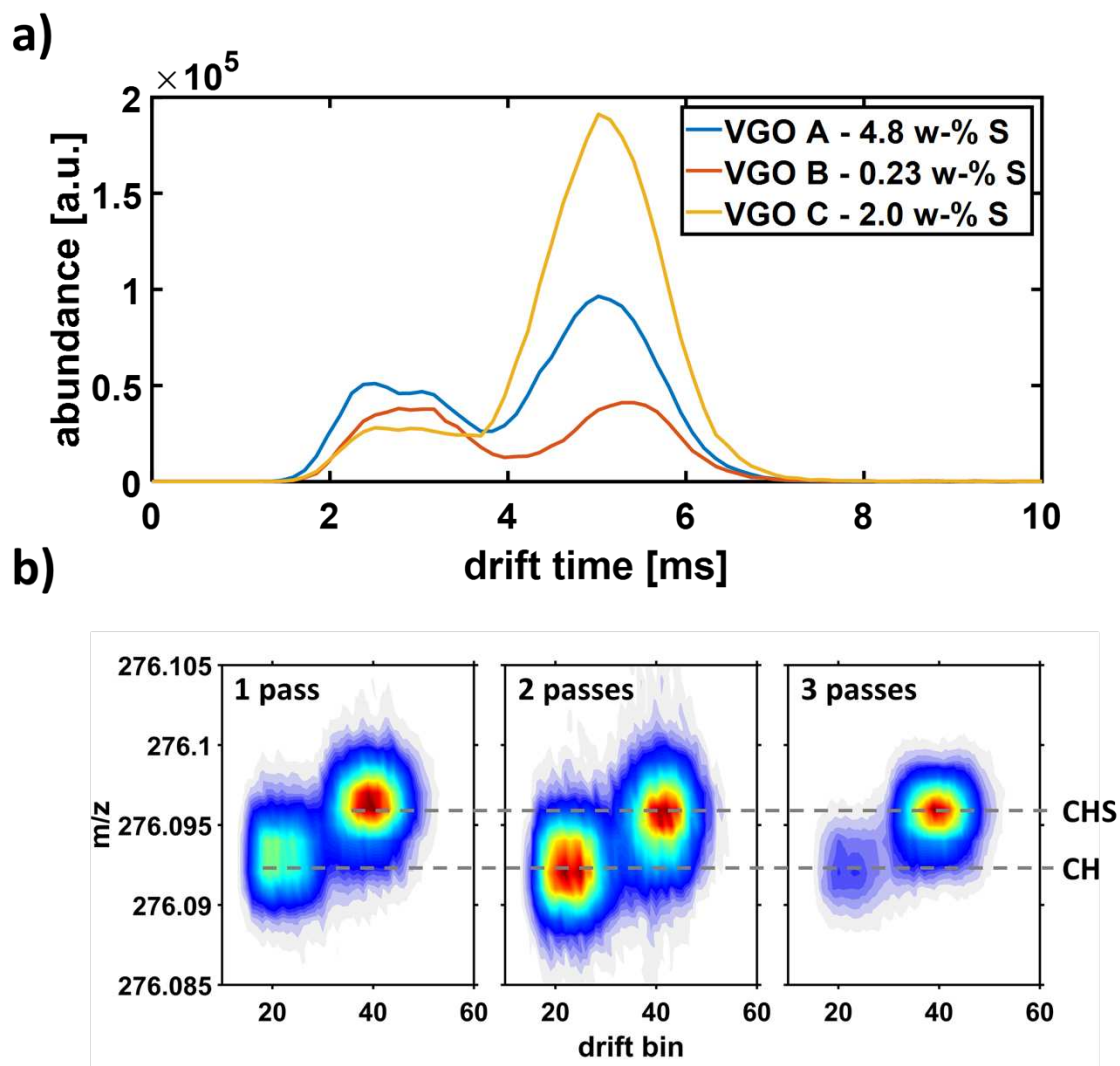 a)
×10⁵
2
1.5
1
0.5
0
abundance [a.u.]
VGO A - 4.8 w-% S
VGO B - 0.23 w-% S
VGO C - 2.0 w-% S
0 2 4 6 8 10
drift time [ms]
b)
276.105
276.1
276.095
276.09
276.085
m/z
1 pass
2 passes
3 passes
CHS
CH
20 40 60
20 40 60
20 40 60
drift bin